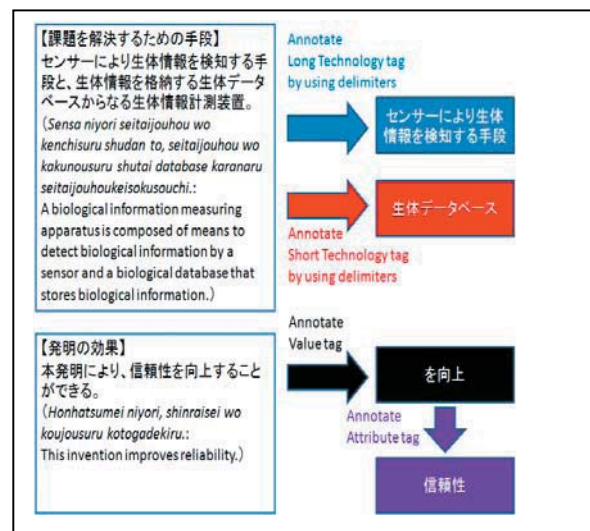 【課題を解決するための手段】
センサーにより生体情報を検知する手
段と、生体情報を格納する生体データ
ベースからなる生体情報計測装置。
(Sensa niyori seitaijouhou wo
kenchisuru shudan to, seitaijouhou wo
kakunousuru shutai database karanaru
seitaijouhoukeisokusouchi.:
A biological information measuring
apparatus is composed of means to
detect biological information by a
sensor and a biological database that
stores biological information.)
Annotate
Long Technology tag
by using delimiters
センサーにより生体
情報を検知する手段
生体データベース
Annotate
Short Technology tag
by using delimiters
【発明の効果】
本発明により、信頼性を向上すること
ができる。
(Honhatsumei niyori, shinraisei wo
koujousuru kotogadekiru.:
This invention improves reliability.)
Annotate
Value tag
を向上
Annotate
Attribute tag
信頼性